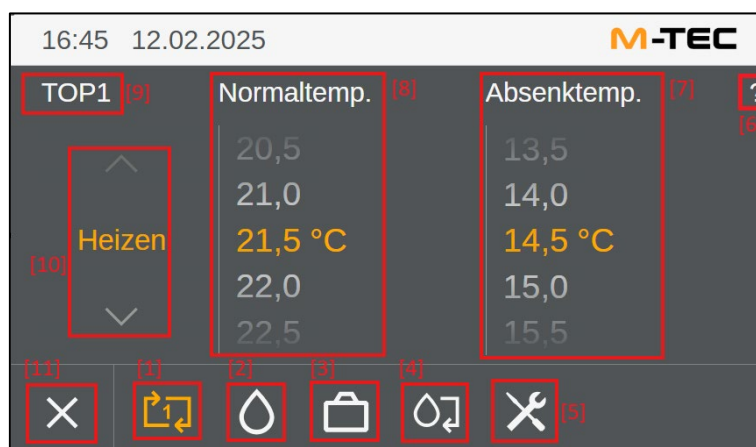 16:45 12.02.2025 M-TEC
TOP1 [9] Normaltemp. [8] Absenktemp. [7] ?
[6]
20,5 13,5
21,0 14,0
Heizen 21,5 °C 14,5 °C
[10]
22,0 15,0
22,5 15,5
[11] [1] [2] [3] [4]
1 [5]